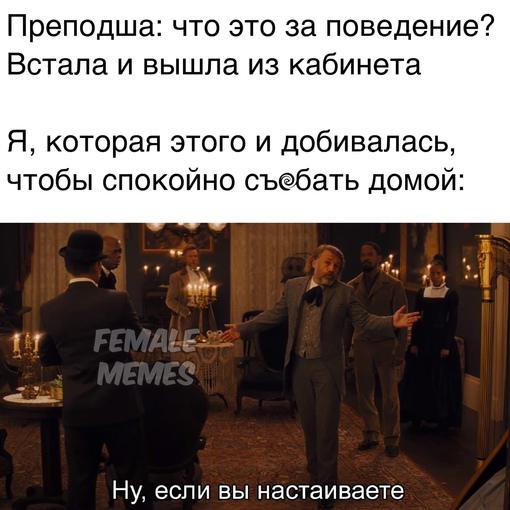 Преподша: что это за поведение?
Встала и вышла из кабинета
Я, которая этого и добивалась,
чтобы спокойно съ🌀бать домой:
FEMALE
MEMES
Ну, если вы настаиваете